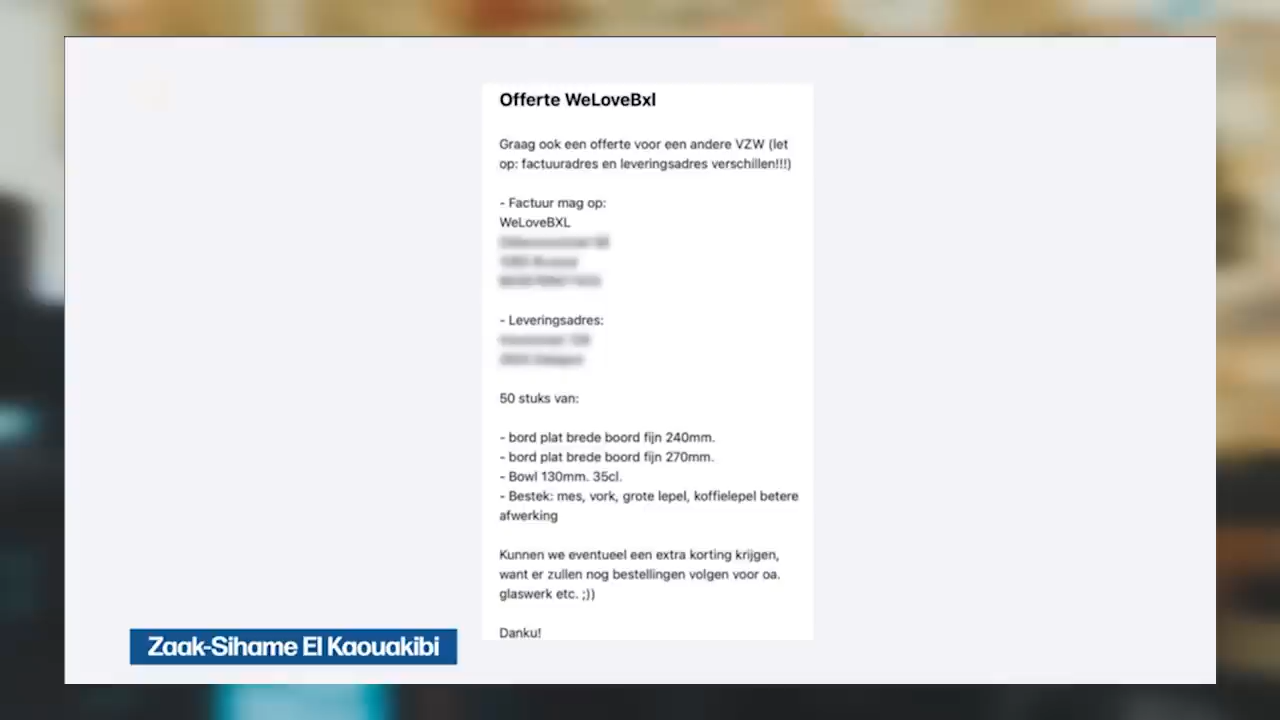 Offerte WeLoveBxl
Graag ook een offerte voor een andere VZW (let
op: factuuradres en leveringsadres verschillen!!!)
- Factuur mag op:
WeLoveBXL
- Leveringsadres:
50 stuks van:
- bord plat brede boord fijn 240mm.
- bord plat brede boord fijn 270mm.
- Bowl 130mm. 35cl.
- Bestek: mes, vork, grote lepel, koffielepel betere
afwerking
Kunnen we eventueel een extra korting krijgen,
want er zullen nog bestellingen volgen voor oa.
glaswerk etc. ;))
Danku!
Zaak-Sihame El Kaouakibi